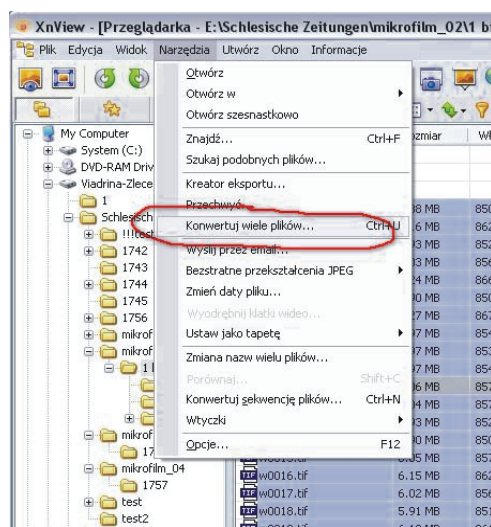 XnView - [Przeglądarka - E:\Schlesische Zeitungen\mikrofilm_02\1
Plik Edycja Widok Narzędzia Utwórz Okno Informacje
Otwórz
Otwórz w
Otwórz szesnastkowo
Znajdź... Ctrl+F
Szukaj podobnych plików...
Kreator eksportu...
Przechwyć...
Konwertuj wiele plików... Ctrl+U
Wyślij przez email...
Bezstratne przekształcenia JPEG
Zmień daty pliku...
Wyodrębnij klatki wideo...
Ustaw jako tapetę
Zmiana nazw wielu plików...
Porównaj... Shift+C
Konwertuj sekwencję plików... Ctrl+N
Wtyczki
Opcje... F12
My Computer
System (C:)
DVD-RAM Driv
Viadrina-Zlece
1
Schlesisch
!!!test
1742
1743
1744
1745
1756
mikrof
mikrof
1
mikrof
17
mikrofilm_04
1757
test
test2
w0016.tif 6.15 MB 862
w0017.tif 6.02 MB 856
w0018.tif 5.91 MB 851